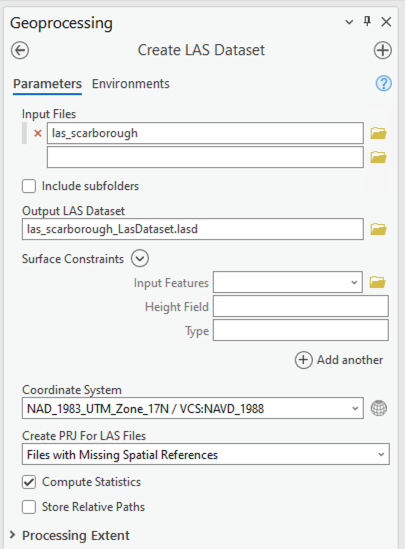 Geoprocessing
Create LAS Dataset
Parameters Environments
Input Files
las_scarborough
Include subfolders
Output LAS Dataset
las_scarborough_LasDataset.lasd
Surface Constraints
Input Features
Height Field
Type
Add another
Coordinate System
NAD_1983_UTM_Zone_17N / VCS:NAVD_1988
Create PRJ For LAS Files
Files with Missing Spatial References
Compute Statistics
Store Relative Paths
Processing Extent